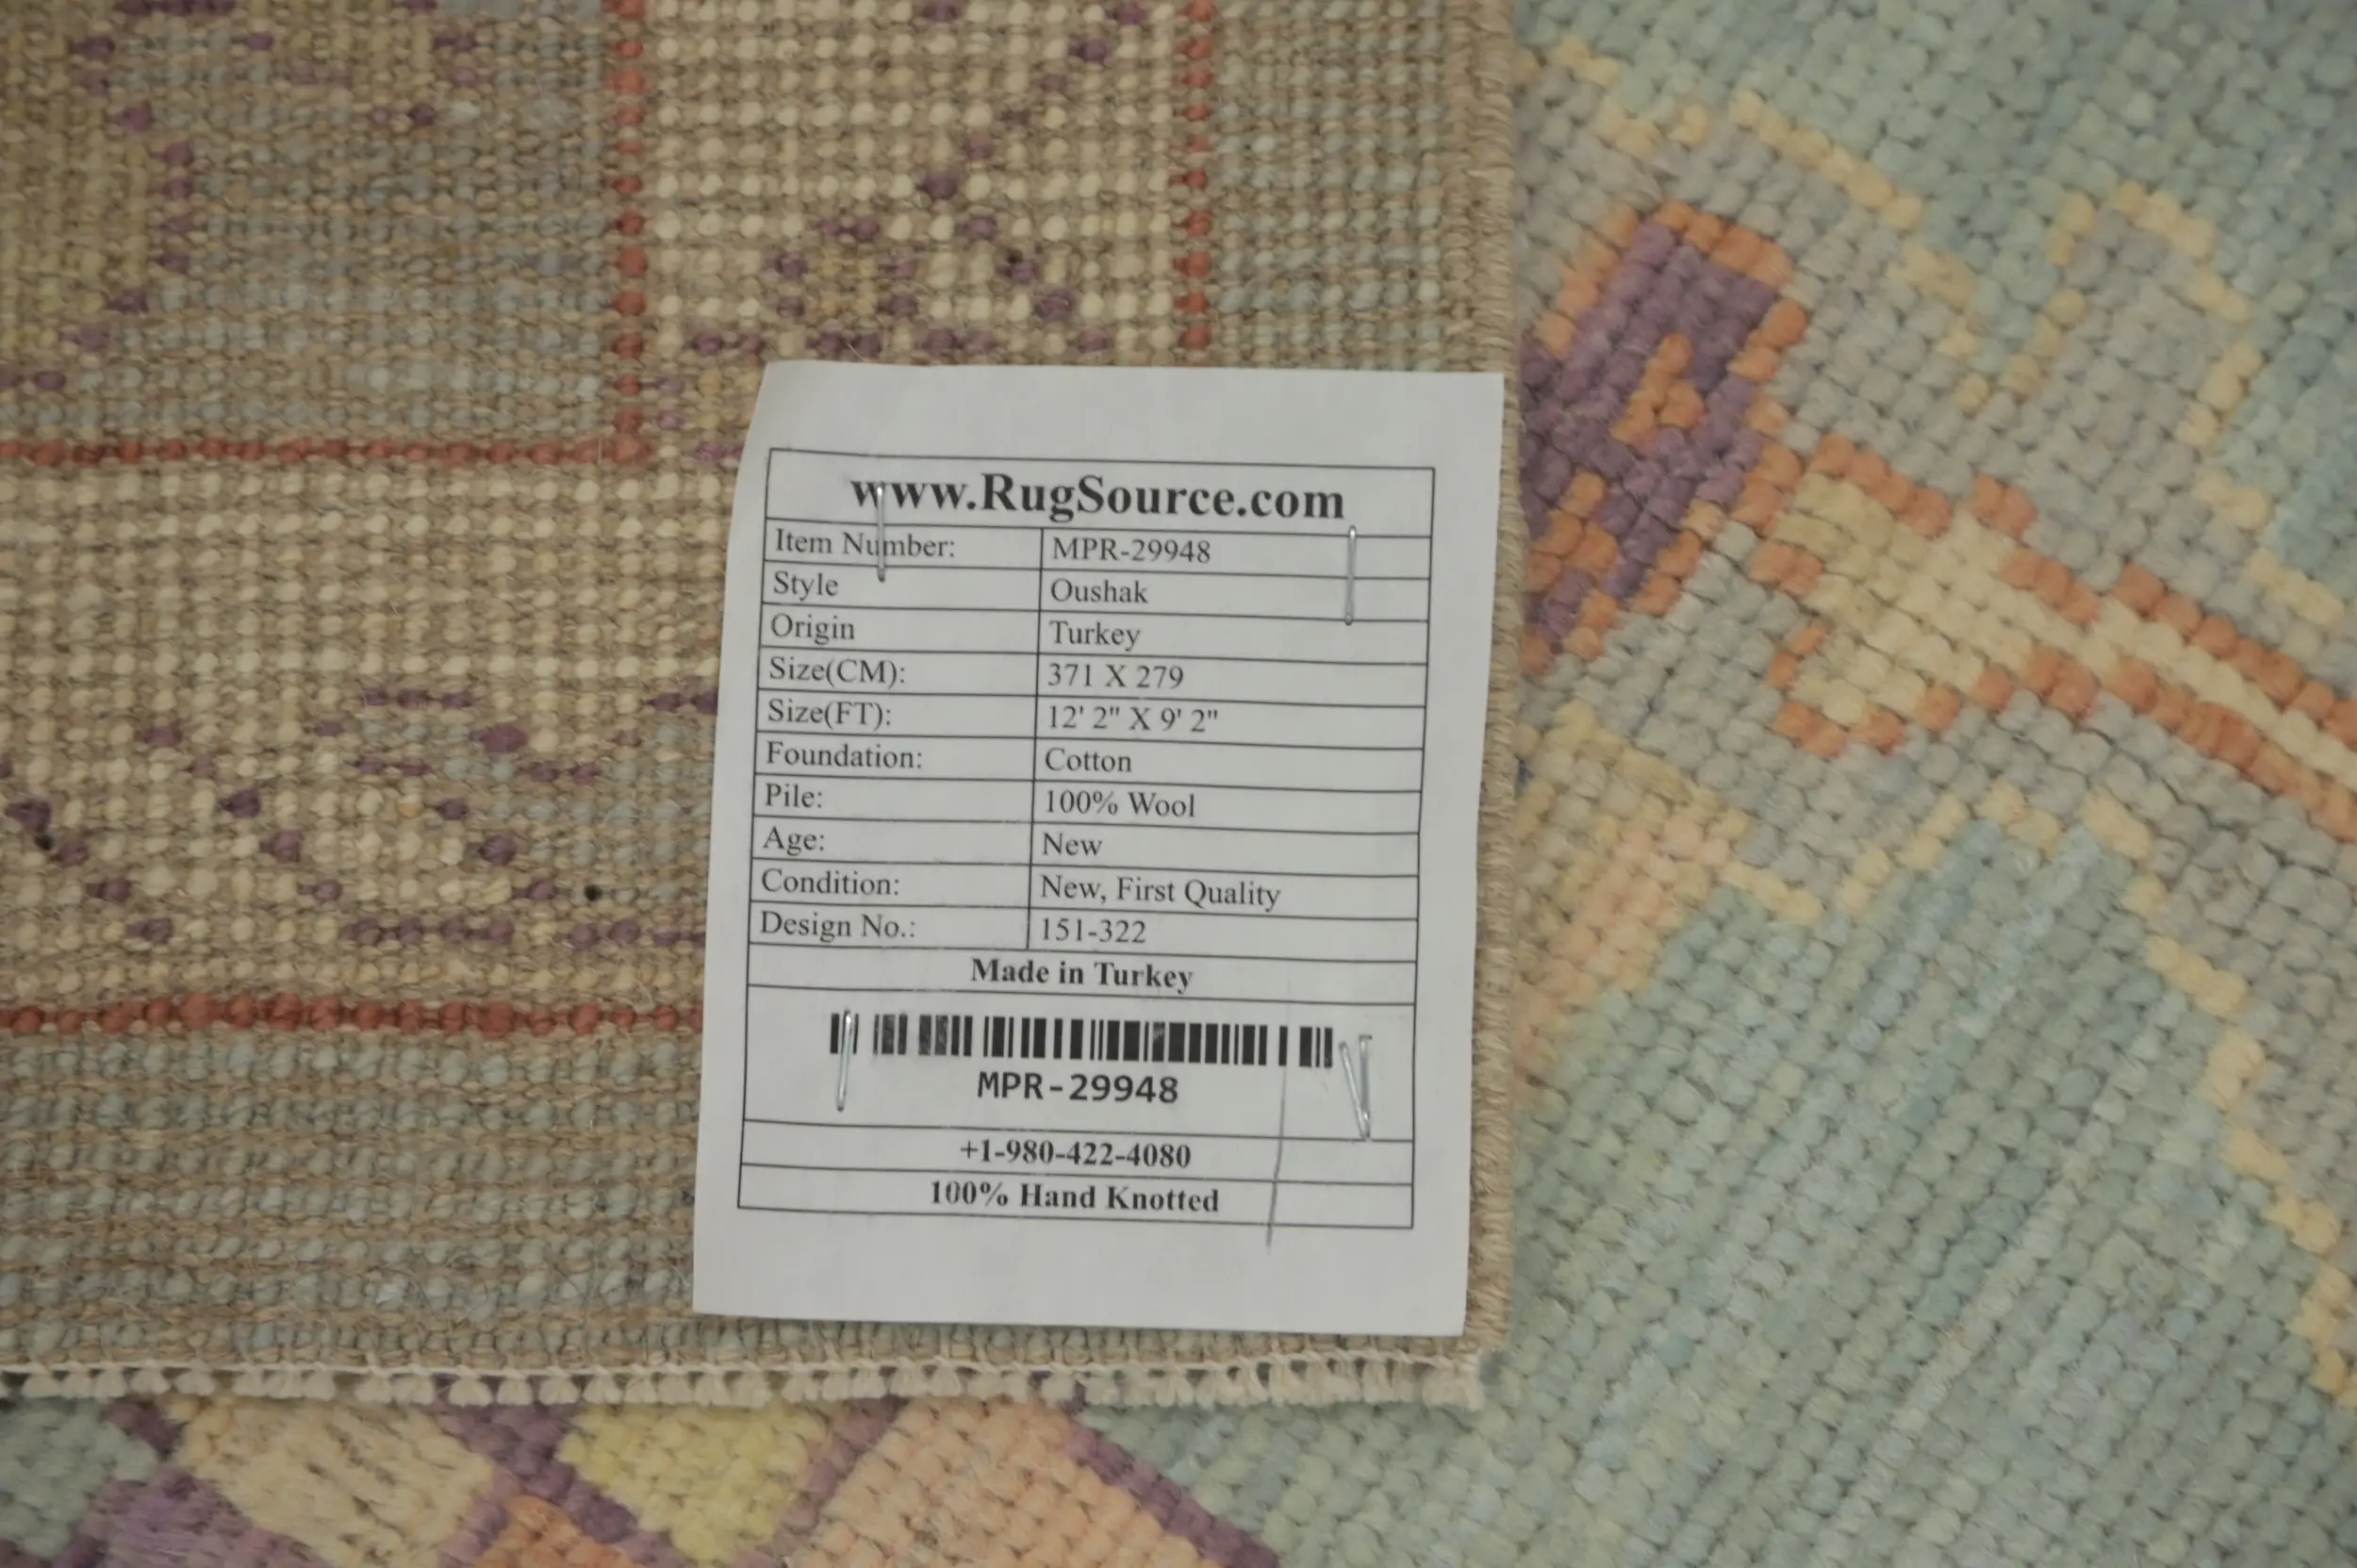 www.RugSource.com
Item Number: MPR-29948
Style Oushak
Origin Turkey
Size(CM): 371 X 279
Size(FT): 12' 2" X 9' 2"
Foundation: Cotton
Pile: 100% Wool
Age: New
Condition: New, First Quality
Design No.: 151-322
Made in Turkey
MPR-29948
+1-980-422-4080
100% Hand Knotted